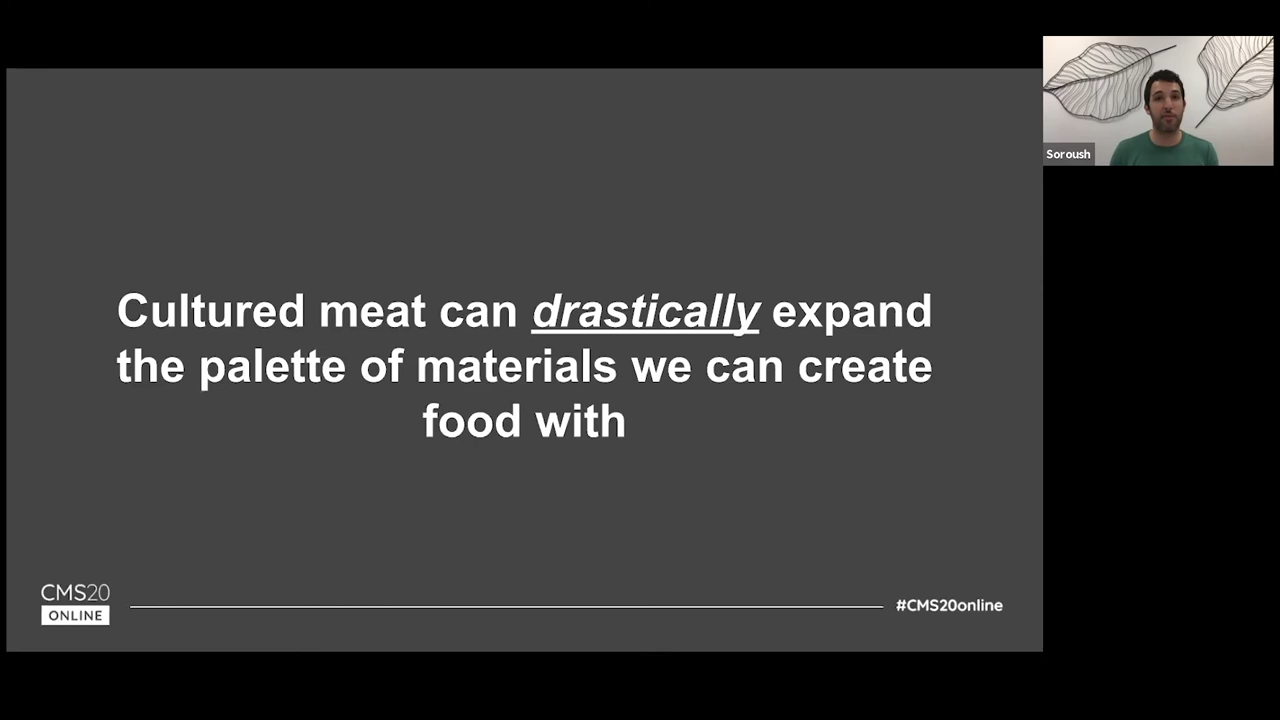 Soroush
Cultured meat can drastically expand
the palette of materials we can create
food with
CMS20
ONLINE
#CMS20online